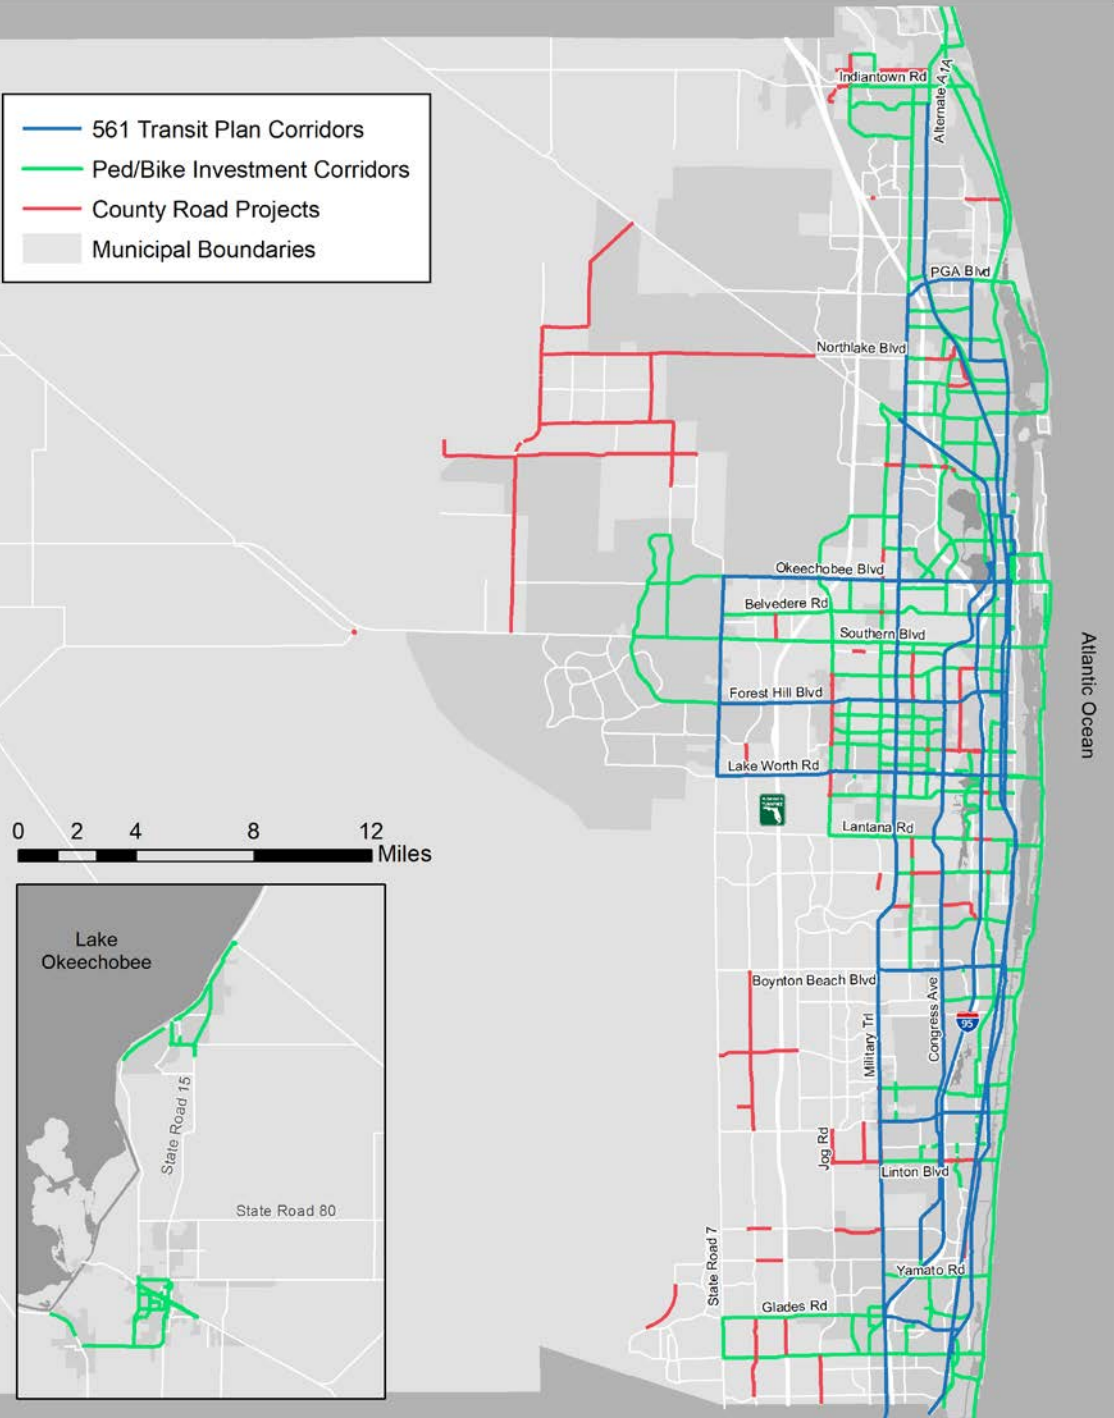 561 Transit Plan Corridors
Ped/Bike Investment Corridors
County Road Projects
Municipal Boundaries
Indiantown Rd
Alternate A1A
PGA Blvd
Northlake Blvd
Okeechobee Blvd
Belvedere Rd
Southern Blvd
Forest Hill Blvd
Lake Worth Rd
Lantana Rd
Atlantic Ocean
0 2 4 8 12
Miles
Boynton Beach Blvd
Military Trl
Congress Ave
95
Jog Rd
Linton Blvd
State Road 7
Yamato Rd
Glades Rd
Lake
Okeechobee
State Road 15
State Road 80